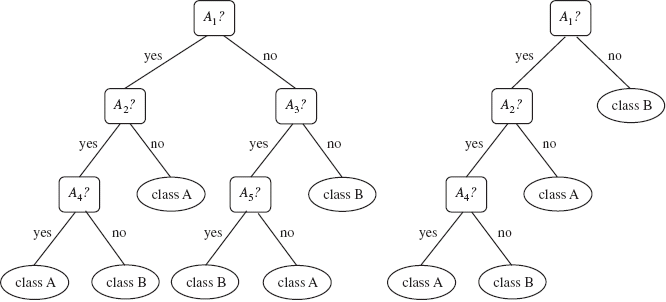 A₁? A₁?
yes no yes no
A₂? A₃? A₂? class B
yes no yes no yes no
A₄? class A A₅? class B A₄? class A
yes no yes no yes no
class A class B class B class A class A class B